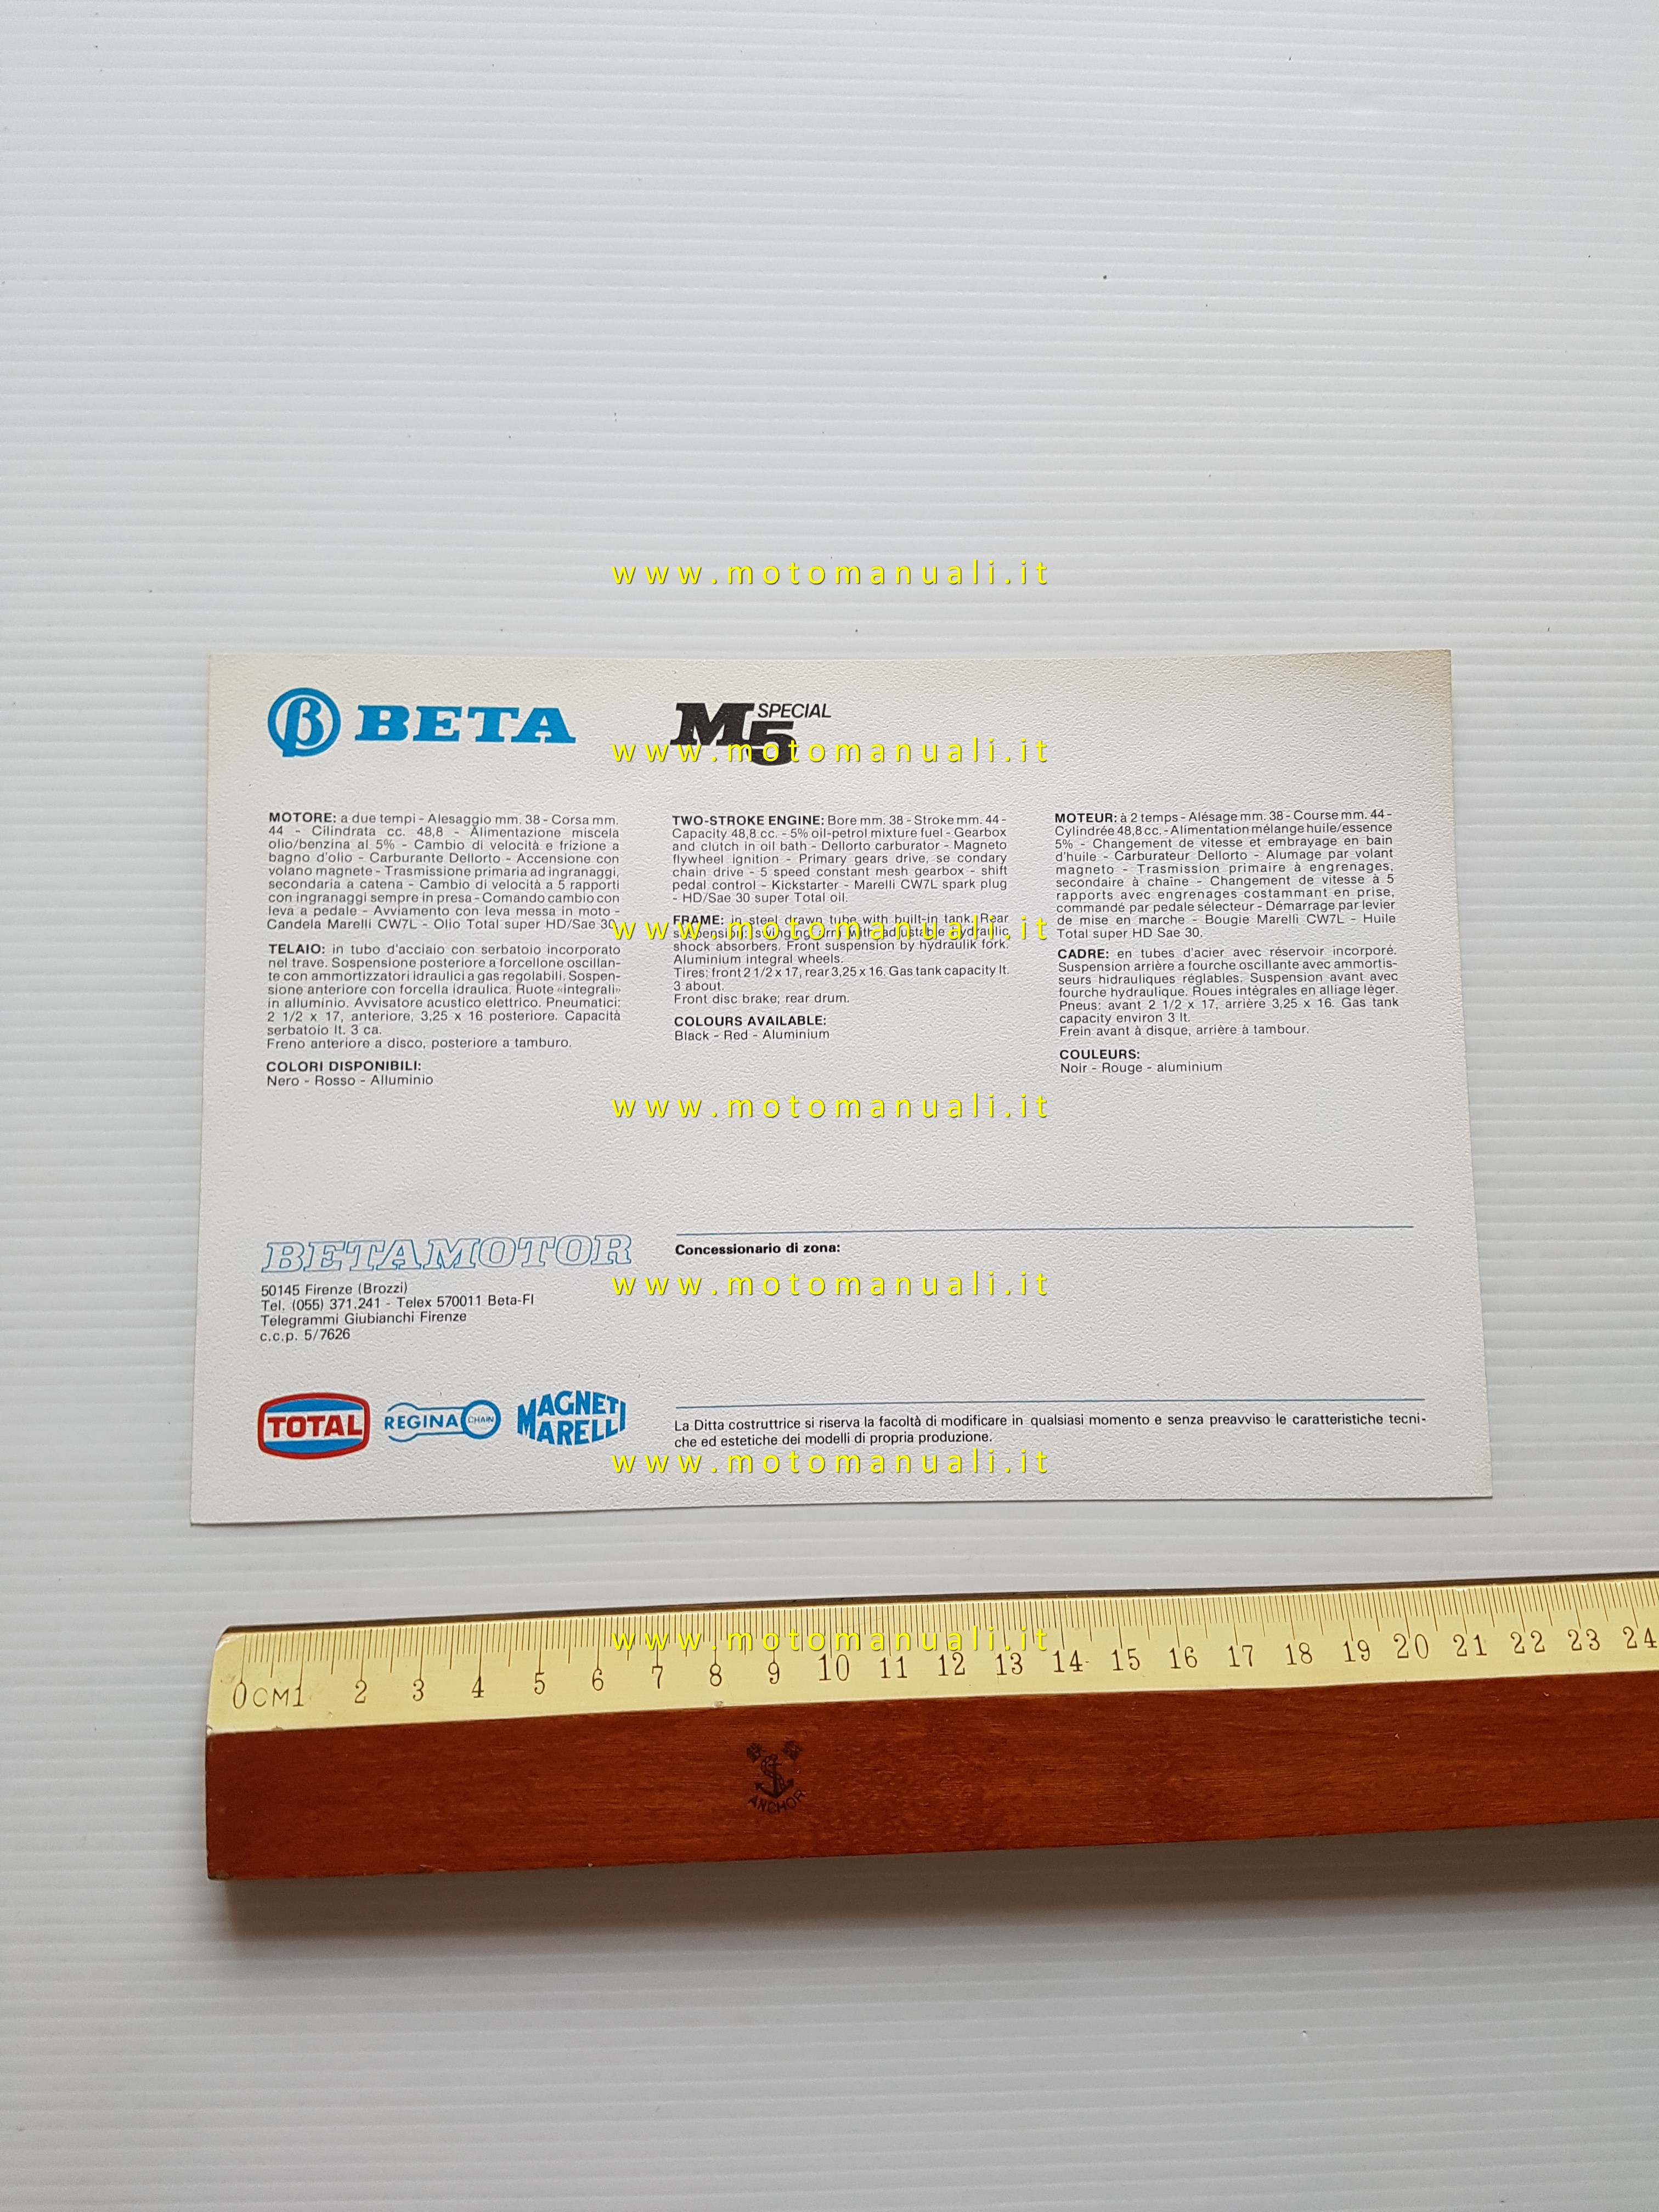 www.motomanuali.it
β BETA
M5 SPECIAL
www.motomanuali.it
MOTORE: a due tempi - Alesaggio mm. 38 - Corsa mm.
44 - Cilindrata cc. 48,8 - Alimentazione miscela
olio/benzina al 5% - Cambio di velocità e frizione a
bagno d'olio - Carburante Dellorto - Accensione con
volano magnete - Trasmissione primaria ad ingranaggi,
secondaria a catena - Cambio di velocità a 5 rapporti
con ingranaggi sempre in presa - Comando cambio con
leva a pedale - Avviamento con leva messa in moto -
Candela Marelli CW7L - Olio Total super HD/Sae 30.
TELAIO: in tubo d'acciaio con serbatoio incorporato
nel trave. Sospensione posteriore a forcellone oscillan-
te con ammortizzatori idraulici a gas regolabili. Sospen-
sione anteriore con forcella idraulica. Ruote «integrali»
in alluminio. Avvisatore acustico elettrico. Pneumatici:
2 1/2 x 17, anteriore, 3,25 x 16 posteriore. Capacità
serbatoio lt. 3 ca.
Freno anteriore a disco, posteriore a tamburo.
COLORI DISPONIBILI:
Nero - Rosso - Alluminio
TWO-STROKE ENGINE: Bore mm. 38 - Stroke mm. 44 -
Capacity 48,8 cc. - 5% oil-petrol mixture fuel - Gearbox
and clutch in oil bath - Dellorto carburator - Magneto
flywheel ignition - Primary gears drive, se condary
chain drive - 5 speed constant mesh gearbox - shift
pedal control - Kickstarter - Marelli CW7L spark plug
- HD/Sae 30 super Total oil.
FRAME: in steel drawn tube with built-in tank. Rear
suspension: swinging arm with adjustable hydraulic
shock absorbers. Front suspension by hydraulik fork.
Aluminium integral wheels.
Tires: front 2 1/2 x 17, rear 3,25 x 16. Gas tank capacity lt.
3 about.
Front disc brake; rear drum.
COLOURS AVAILABLE:
Black - Red - Aluminium
MOTEUR: à 2 temps - Alésage mm. 38 - Course mm. 44 -
Cylindrée 48,8 cc. - Alimentation mélange huile/essence
5% - Changement de vitesse et embrayage en bain
d'huile - Carburateur Dellorto - Alumage par volant
magneto - Trasmission primaire à engrenages,
secondaire à chaîne - Changement de vitesse à 5
rapports avec engrenages costammant en prise,
commandé par pedale sélecteur - Démarrage par levier
de mise en marche - Bougie Marelli CW7L - Huile
Total super HD Sae 30.
CADRE: en tubes d'acier avec réservoir incorporé.
Suspension arrière a fourche oscillante avec ammortis-
seurs hidrauliques réglables. Suspension avant avec
fourche hydraulique. Roues intégrales en alliage léger.
Pneus: avant 2 1/2 x 17, arrière 3,25 x 16. Gas tank
capacity environ 3 lt.
Frein avant à disque, arrière à tambour.
COULEURS:
Noir - Rouge - aluminium
www.motomanuali.it
www.motomanuali.it
BETAMOTOR
50145 Firenze (Brozzi)
Tel. (055) 371.241 - Telex 570011 Beta-FI
Telegrammi Giubianchi Firenze
c.c.p. 5/7626
Concessionario di zona:
www.motomanuali.it
TOTAL
REGINA CHAIN
MAGNETI
MARELLI
La Ditta costruttrice si riserva la facoltà di modificare in qualsiasi momento e senza preavviso le caratteristiche tecni-
che ed estetiche dei modelli di propria produzione.
www.motomanuali.it
www.motomanuali.it
0 CM 1 2 3 4 5 6 7 8 9 10 11 12 13 14 15 16 17 18 19 20 21 22 23 24
ANCHOR